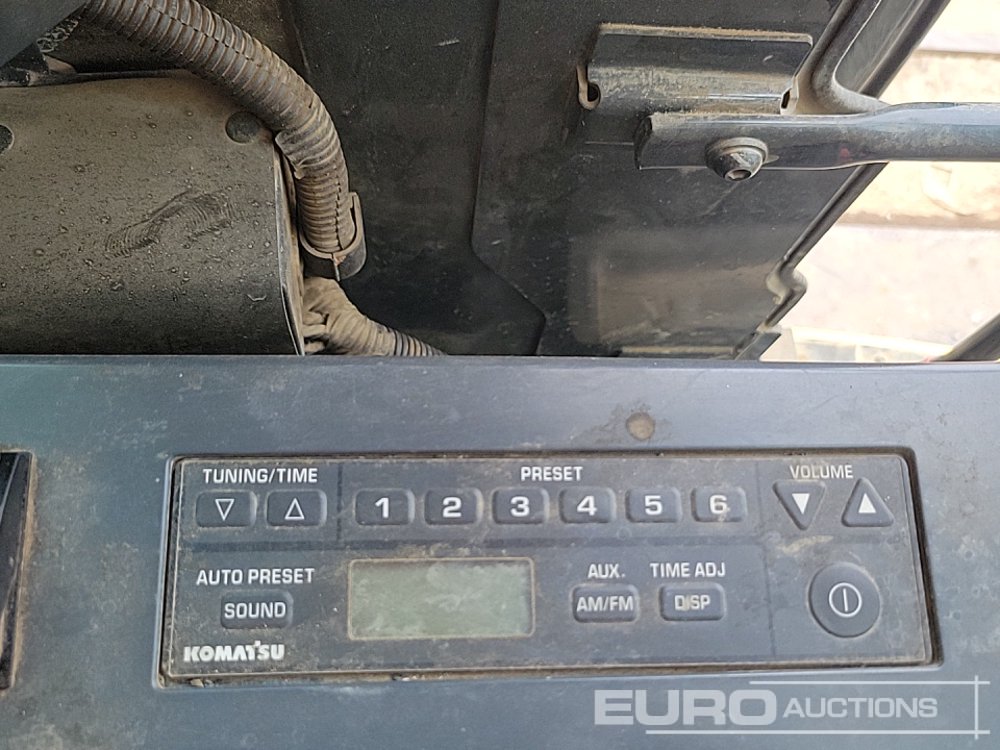 TUNING/TIME
PRESET
VOLUME
1 2 3 4 5 6
AUTO PRESET
AUX.
TIME ADJ
SOUND
AM/FM
DISP
KOMATSU
EURO AUCTIONS